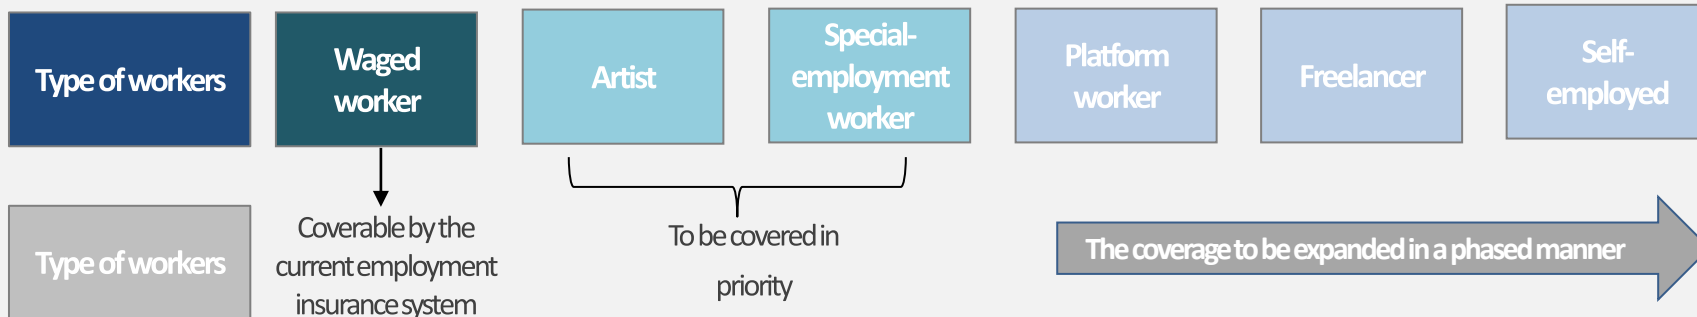 Type of workers
Waged
worker
Artist
Special-
employment
worker
Platform
worker
Freelancer
Self-
employed
Type of workers
Coverable by the
current employment
insurance system
To be covered in
priority
The coverage to be expanded in a phased manner